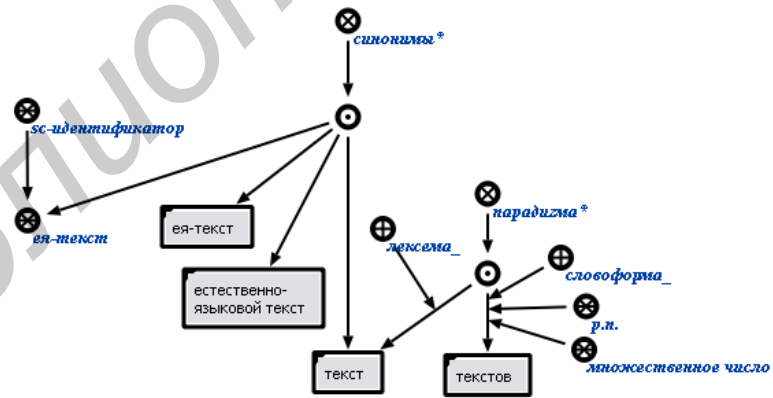 синонимы*
sc-идентификатор
ея-текст
ея-текст
естественно-
языковой текст
текст
лексема_
парадигма*
словоформа_
р.п.
множественное число
текстов